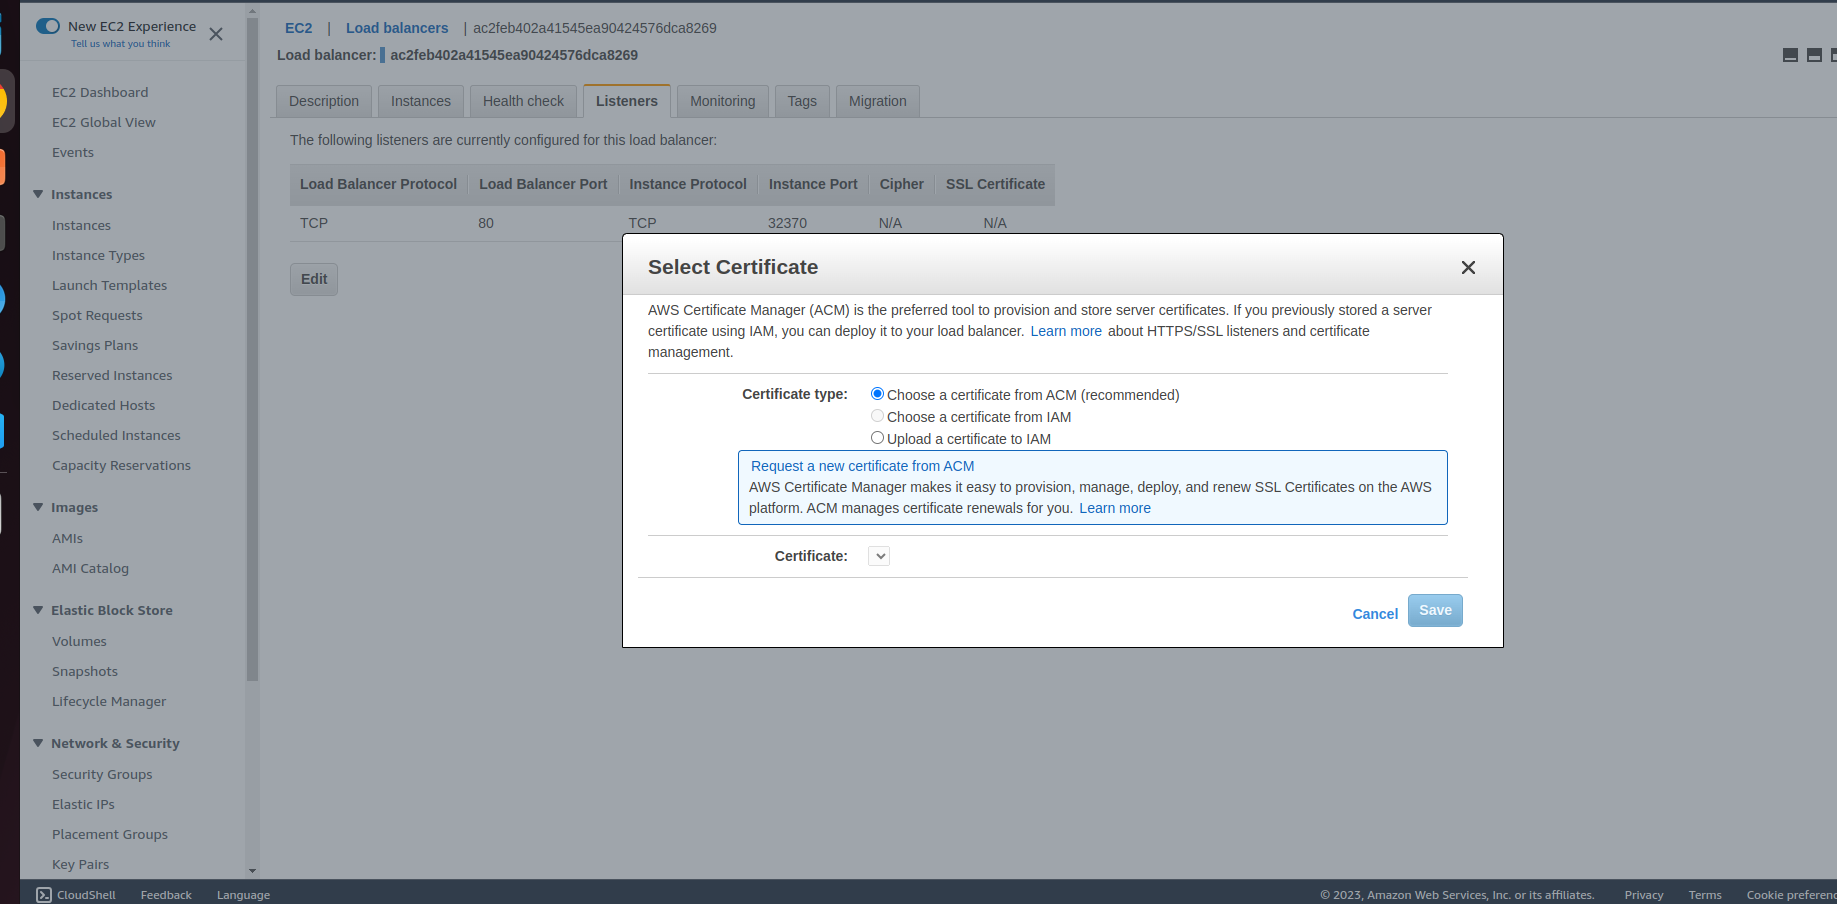 New EC2 Experience
Tell us what you think
EC2 Dashboard
EC2 Global View
Events
Instances
Instances
Instance Types
Launch Templates
Spot Requests
Savings Plans
Reserved Instances
Dedicated Hosts
Scheduled Instances
Capacity Reservations
Images
AMIs
AMI Catalog
Elastic Block Store
Volumes
Snapshots
Lifecycle Manager
Network & Security
Security Groups
Elastic IPs
Placement Groups
Key Pairs
EC2 | Load balancers | ac2feb402a41545ea90424576dca8269
Load balancer: ac2feb402a41545ea90424576dca8269
Description Instances Health check Listeners Monitoring Tags Migration
The following listeners are currently configured for this load balancer:
Load Balancer Protocol Load Balancer Port Instance Protocol Instance Port Cipher SSL Certificate
TCP 80 TCP 32370 N/A N/A
Edit
Select Certificate
AWS Certificate Manager (ACM) is the preferred tool to provision and store server certificates. If you previously stored a server
certificate using IAM, you can deploy it to your load balancer. Learn more about HTTPS/SSL listeners and certificate
management.
Certificate type: Choose a certificate from ACM (recommended)
Choose a certificate from IAM
Upload a certificate to IAM
Request a new certificate from ACM
AWS Certificate Manager makes it easy to provision, manage, deploy, and renew SSL Certificates on the AWS
platform. ACM manages certificate renewals for you. Learn more
Certificate:
Cancel Save
CloudShell Feedback Language © 2023, Amazon Web Services, Inc. or its affiliates. Privacy Terms Cookie preferenc